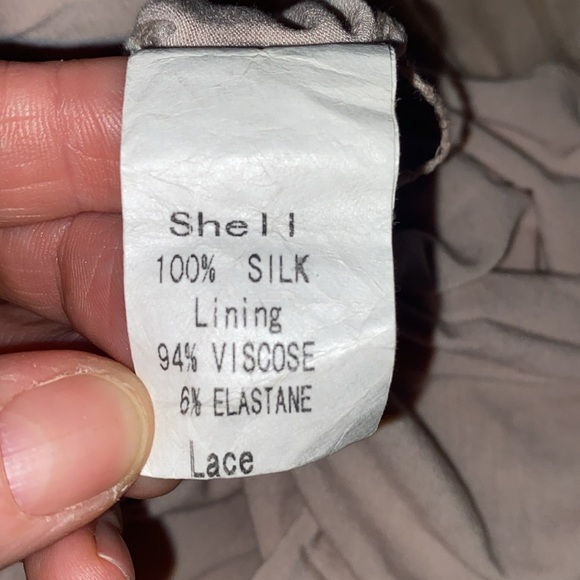 Shell
100% SILK
Lining
94% VISCOSE
6% ELASTANE
Lace